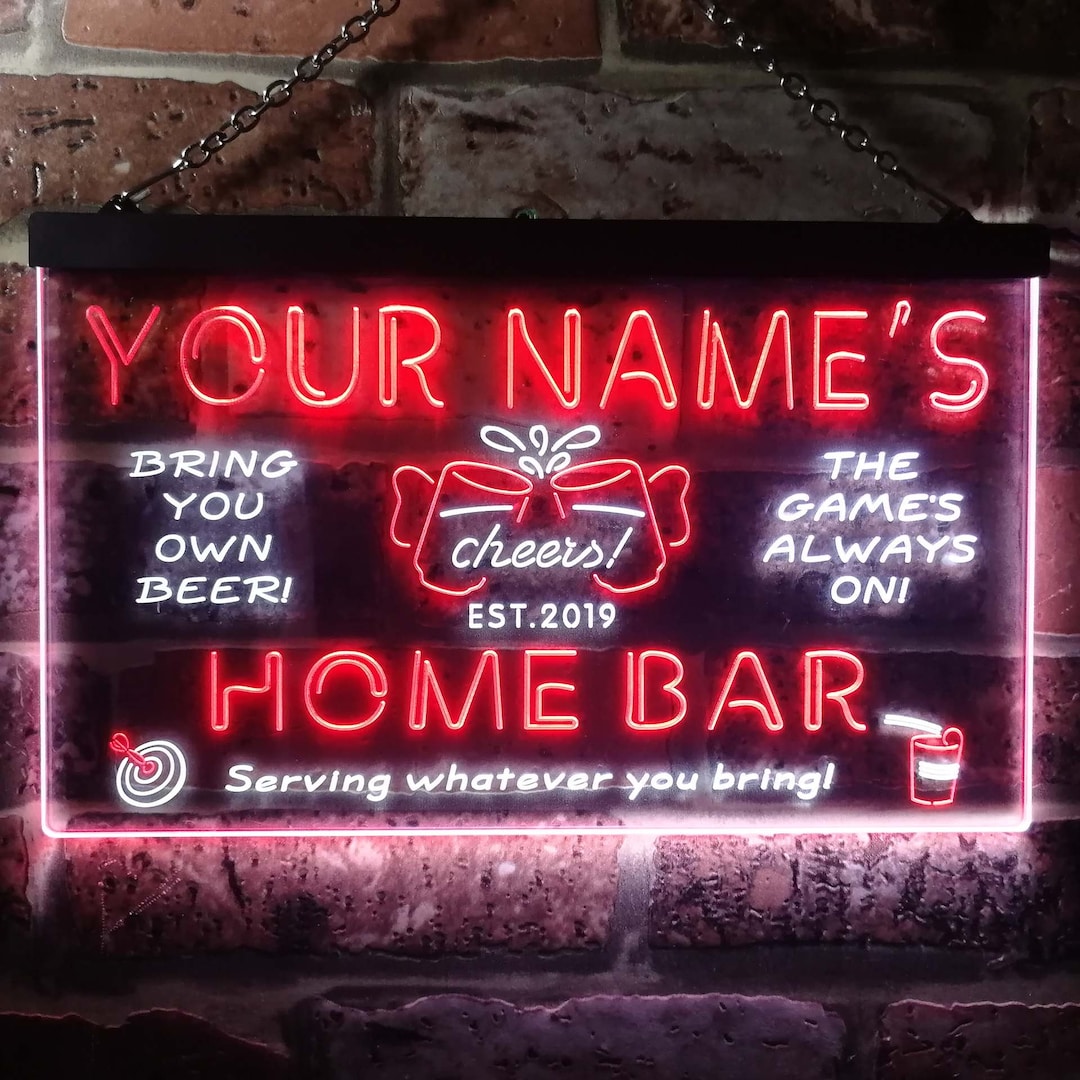 YOUR NAME'S
BRING
YOU
OWN
BEER!
cheers!
EST.2019
THE
GAME'S
ALWAYS
ON!
HOME BAR
Serving whatever you bring!